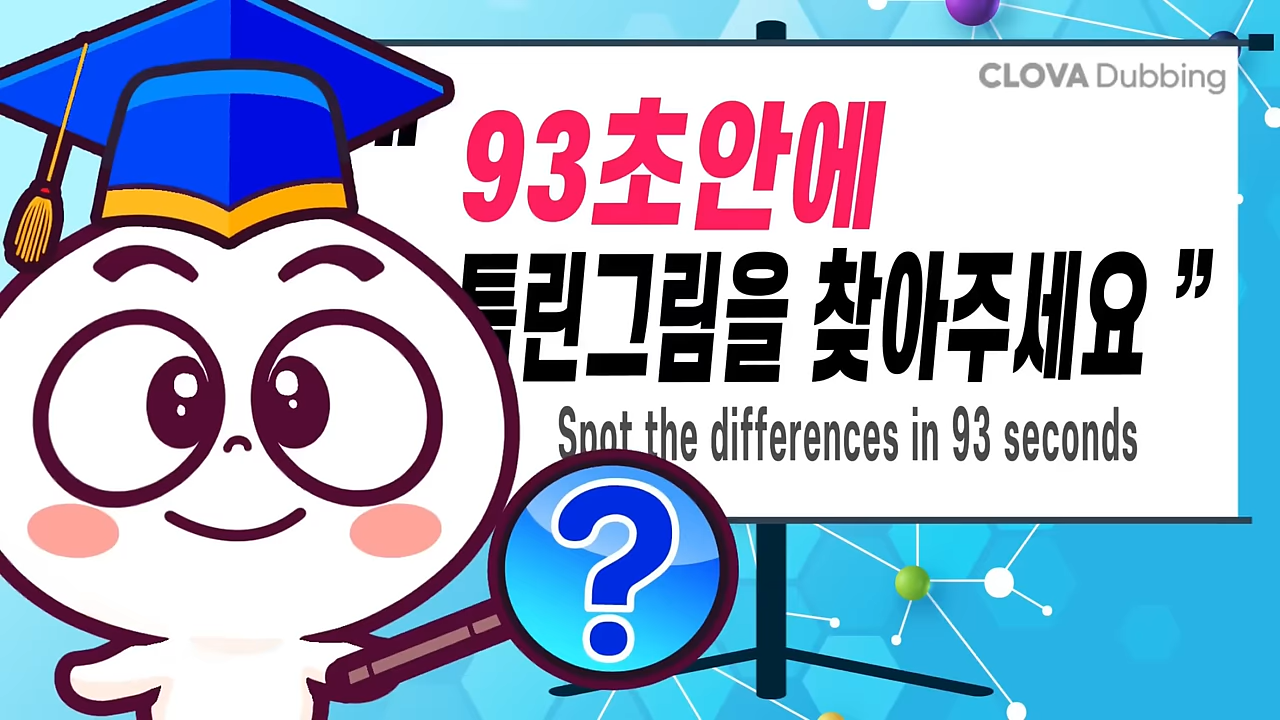 CLOVA Dubbing
" 93초안에
틀린그림을 찾아주세요 "
Spot the differences in 93 seconds
?